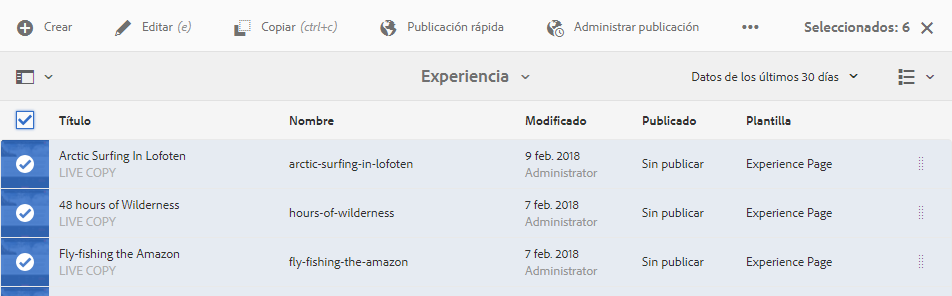 Crear Editar (e) Copiar (ctrl+c) Publicación rápida Administrar publicación Seleccionados: 6
Experiencia Datos de los últimos 30 días
Título Nombre Modificado Publicado Plantilla
Arctic Surfing In Lofoten arctic-surfing-in-lofoten 9 feb. 2018 Sin publicar Experience Page
LIVE COPY Administrator
48 hours of Wilderness hours-of-wilderness 7 feb. 2018 Sin publicar Experience Page
LIVE COPY Administrator
Fly-fishing the Amazon fly-fishing-the-amazon 7 feb. 2018 Sin publicar Experience Page
LIVE COPY Administrator